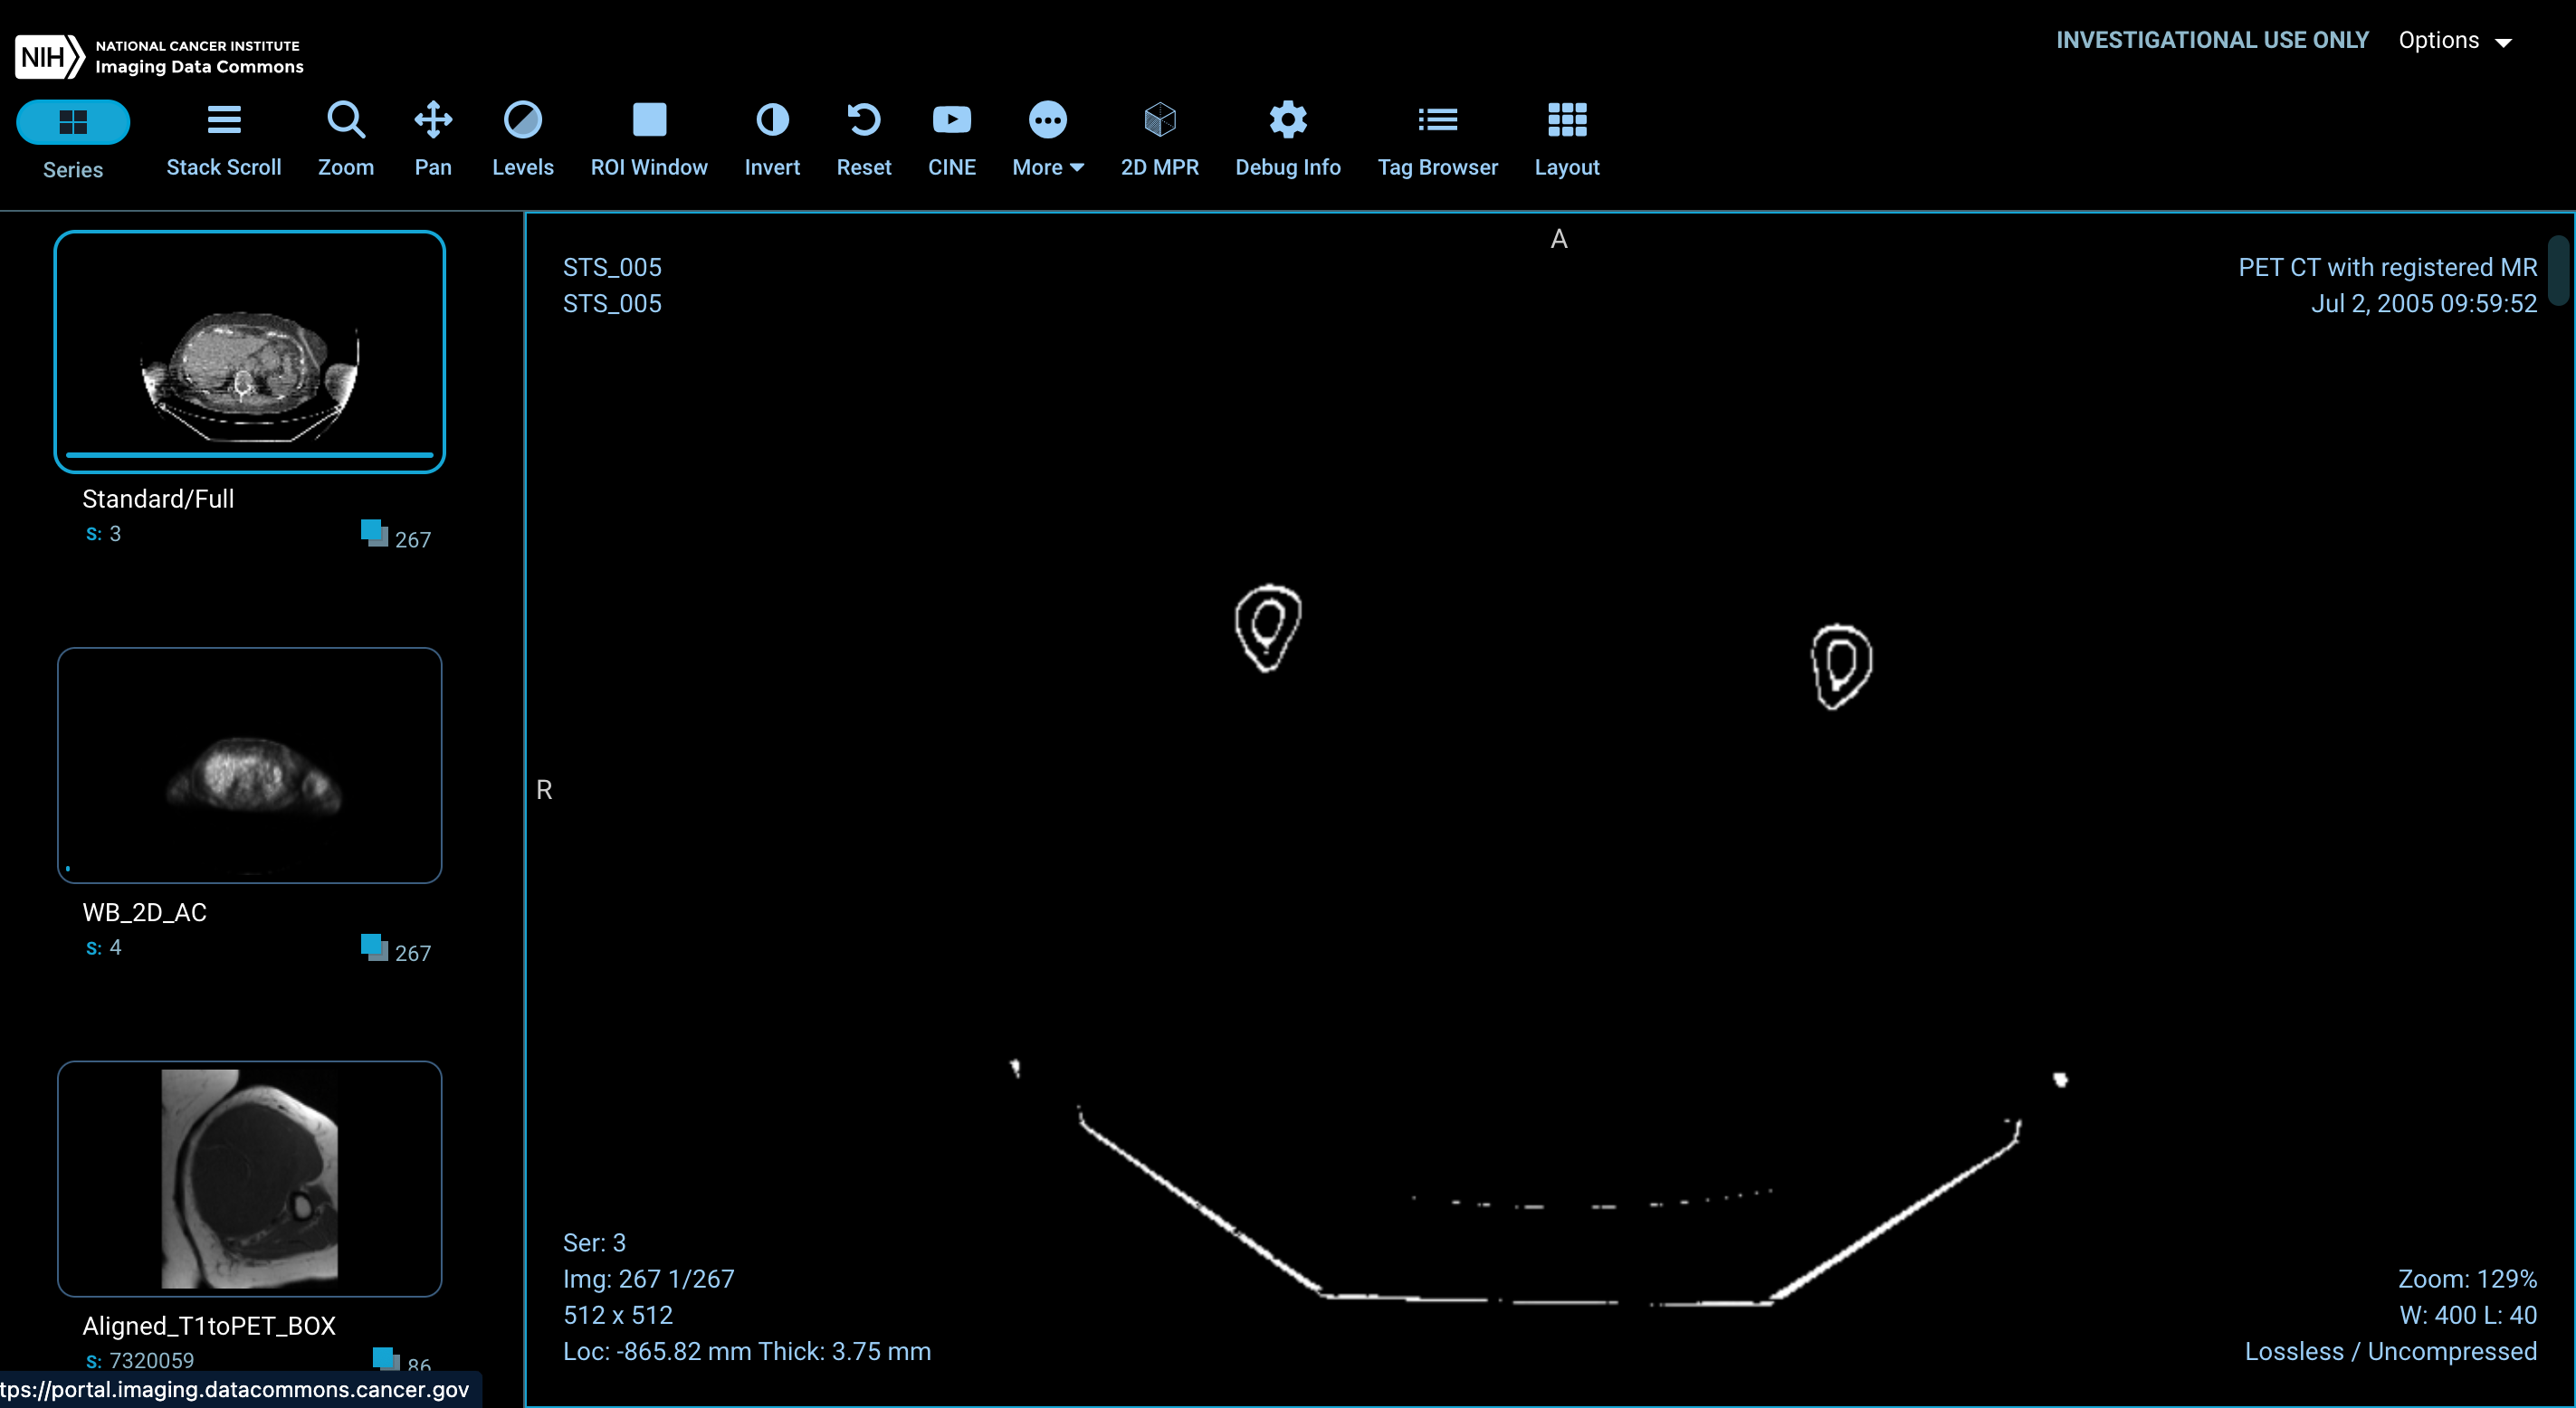 NIH
NATIONAL CANCER INSTITUTE
Imaging Data Commons
INVESTIGATIONAL USE ONLY
Options
Series
Stack Scroll
Zoom
Pan
Levels
ROI Window
Invert
Reset
CINE
More
2D MPR
Debug Info
Tag Browser
Layout
Standard/Full
S: 3
267
WB_2D_AC
S: 4
267
Aligned_T1toPET_BOX
S: 7320059
86
tps://portal.imaging.datacommons.cancer.gov
A
STS_005
STS_005
PET CT with registered MR
Jul 2, 2005 09:59:52
R
Ser: 3
Img: 267 1/267
512 x 512
Loc: -865.82 mm Thick: 3.75 mm
Zoom: 129%
W: 400 L: 40
Lossless / Uncompressed